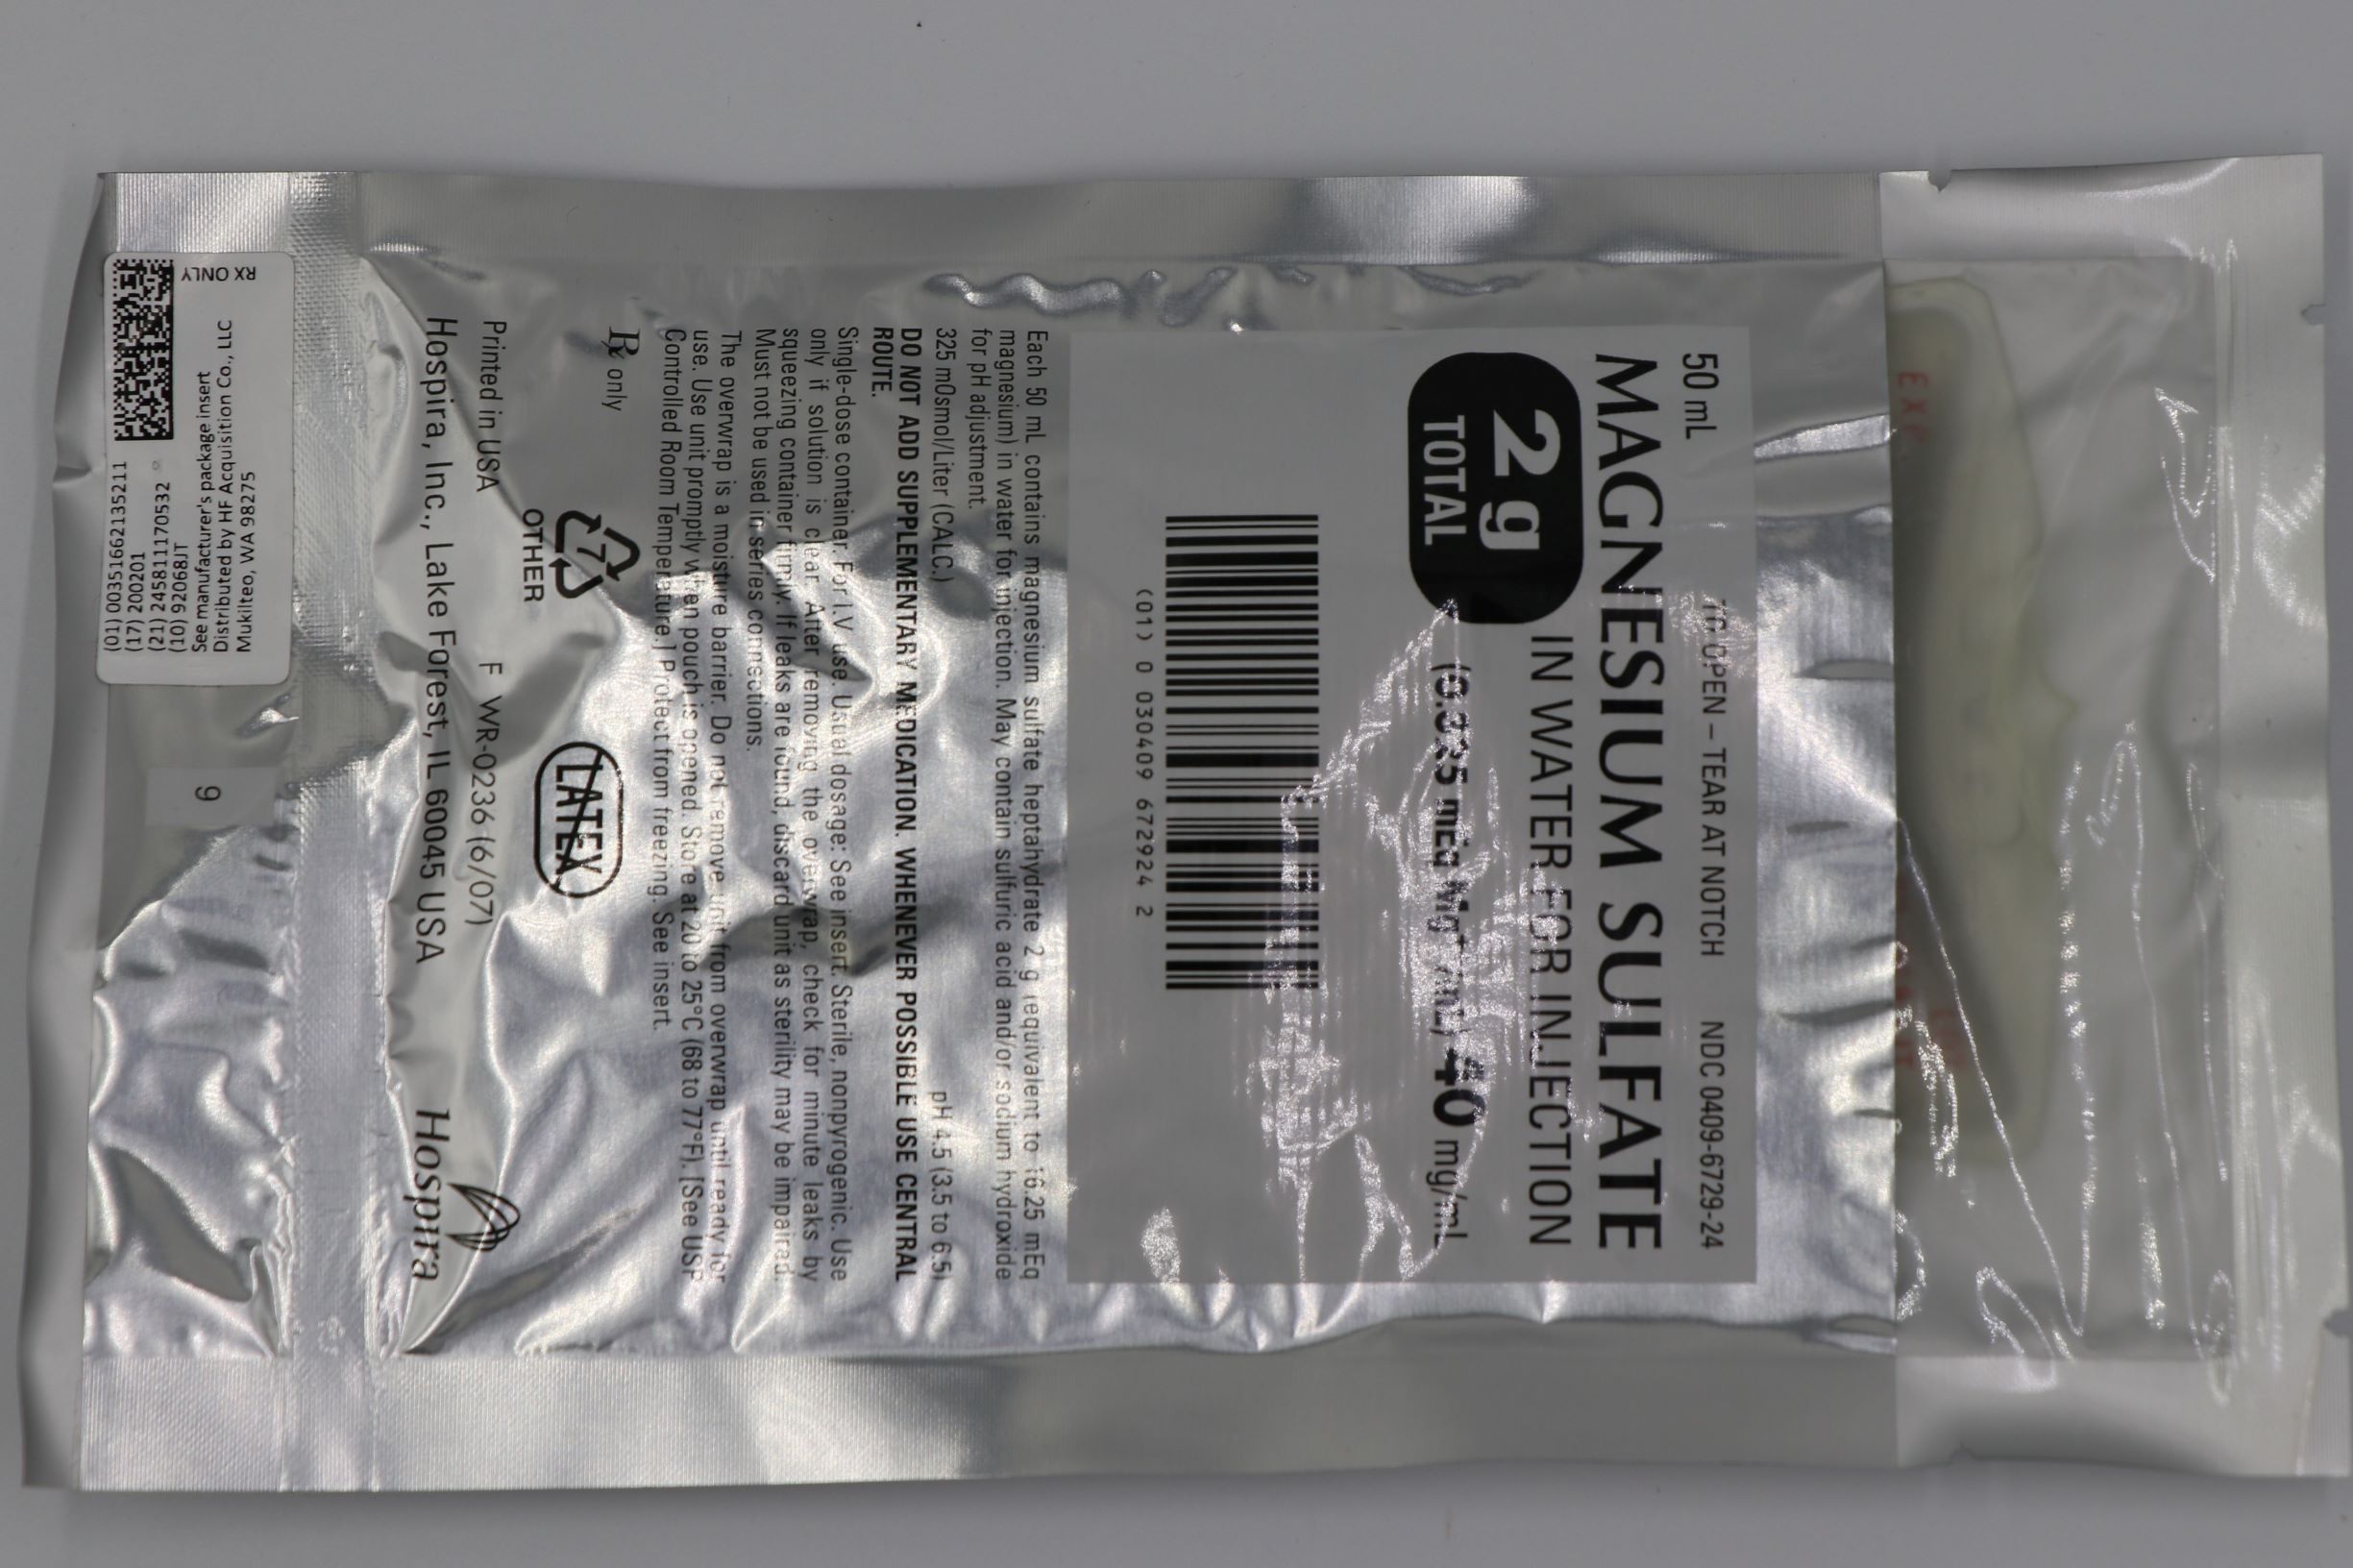 50 mL TO OPEN – TEAR AT NOTCH NDC 0409-6729-24
MAGNESIUM SULFATE
2 g
TOTAL
IN WATER FOR INJECTION
(0.325 mEq Mg++/mL) 40 mg/mL
(01) 0 030409 672924 2
Each 50 mL contains magnesium sulfate heptahydrate 2 g (equivalent to 16.25 mEq
magnesium) in water for injection. May contain sulfuric acid and/or sodium hydroxide
for pH adjustment.
325 mOsmol/Liter (CALC.) pH 4.5 (3.5 to 6.5)
DO NOT ADD SUPPLEMENTARY MEDICATION. WHENEVER POSSIBLE USE CENTRAL
ROUTE.
Single-dose container. For I.V. use. Usual dosage: See insert. Sterile, nonpyrogenic. Use
only if solution is clear. After removing the overwrap, check for minute leaks by
squeezing container firmly. If leaks are found, discard unit as sterility may be impaired.
Must not be used in series connections.
The overwrap is a moisture barrier. Do not remove unit from overwrap until ready for
use. Use unit promptly when pouch is opened. Store at 20 to 25°C (68 to 77°F). [See USP
Controlled Room Temperature.] Protect from freezing. See insert.
Rx only
7
OTHER
LATEX
Printed in USA F WR-0236 (6/07)
Hospira, Inc., Lake Forest, IL 60045 USA
Hospira
9
RX ONLY
(01) 00351662135211
(17) 200201
(21) 245811170532
(10) 92068JT
See manufacturer's package insert
Distributed by HF Acquisition Co., LLC
Mukilteo, WA 98275
EXP